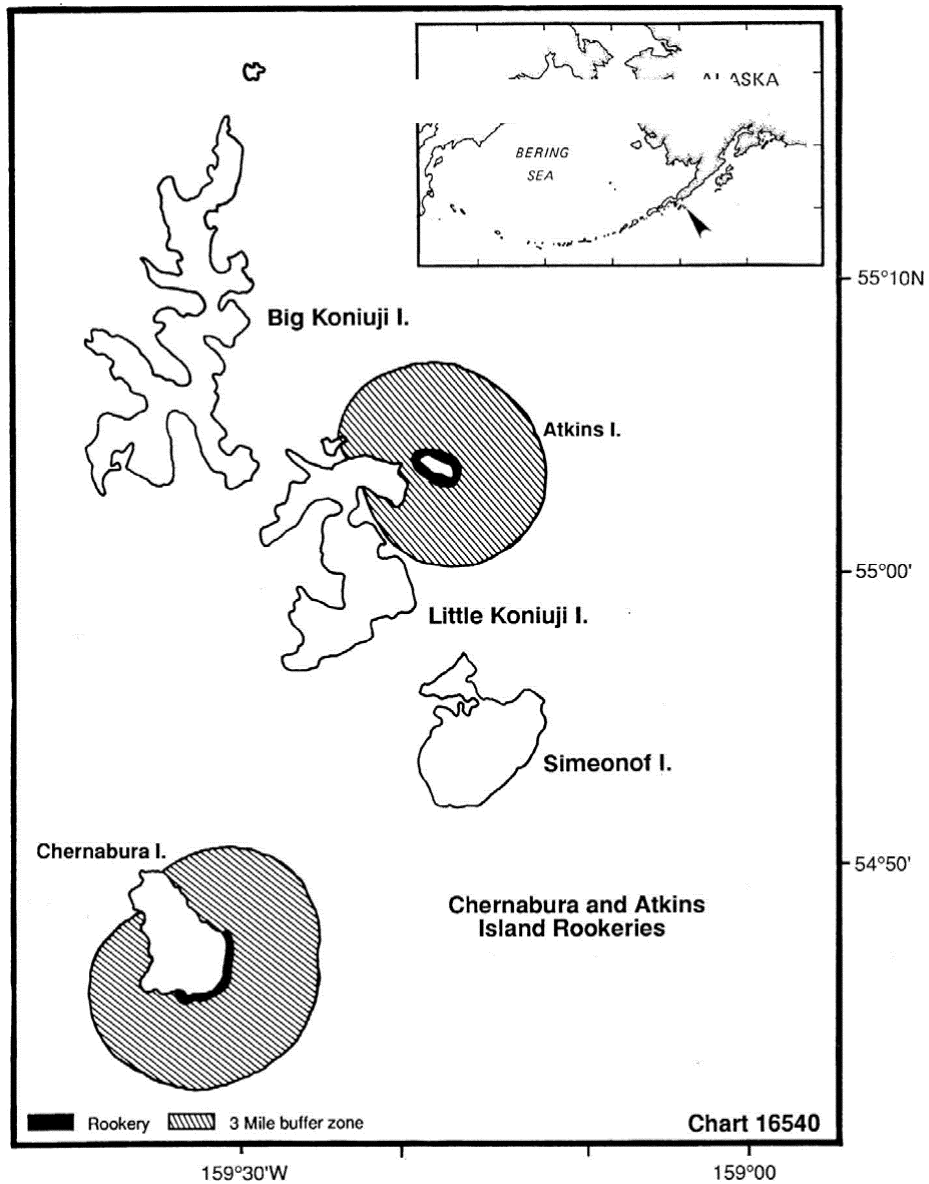 ALASKA
BERING
SEA
55°10N
Big Koniuji I.
Atkins I.
55°00'
Little Koniuji I.
Simeonof I.
Chernabura I.
54°50'
Chernabura and Atkins
Island Rookeries
Rookery
3 Mile buffer zone
Chart 16540
159°30'W
159°00'